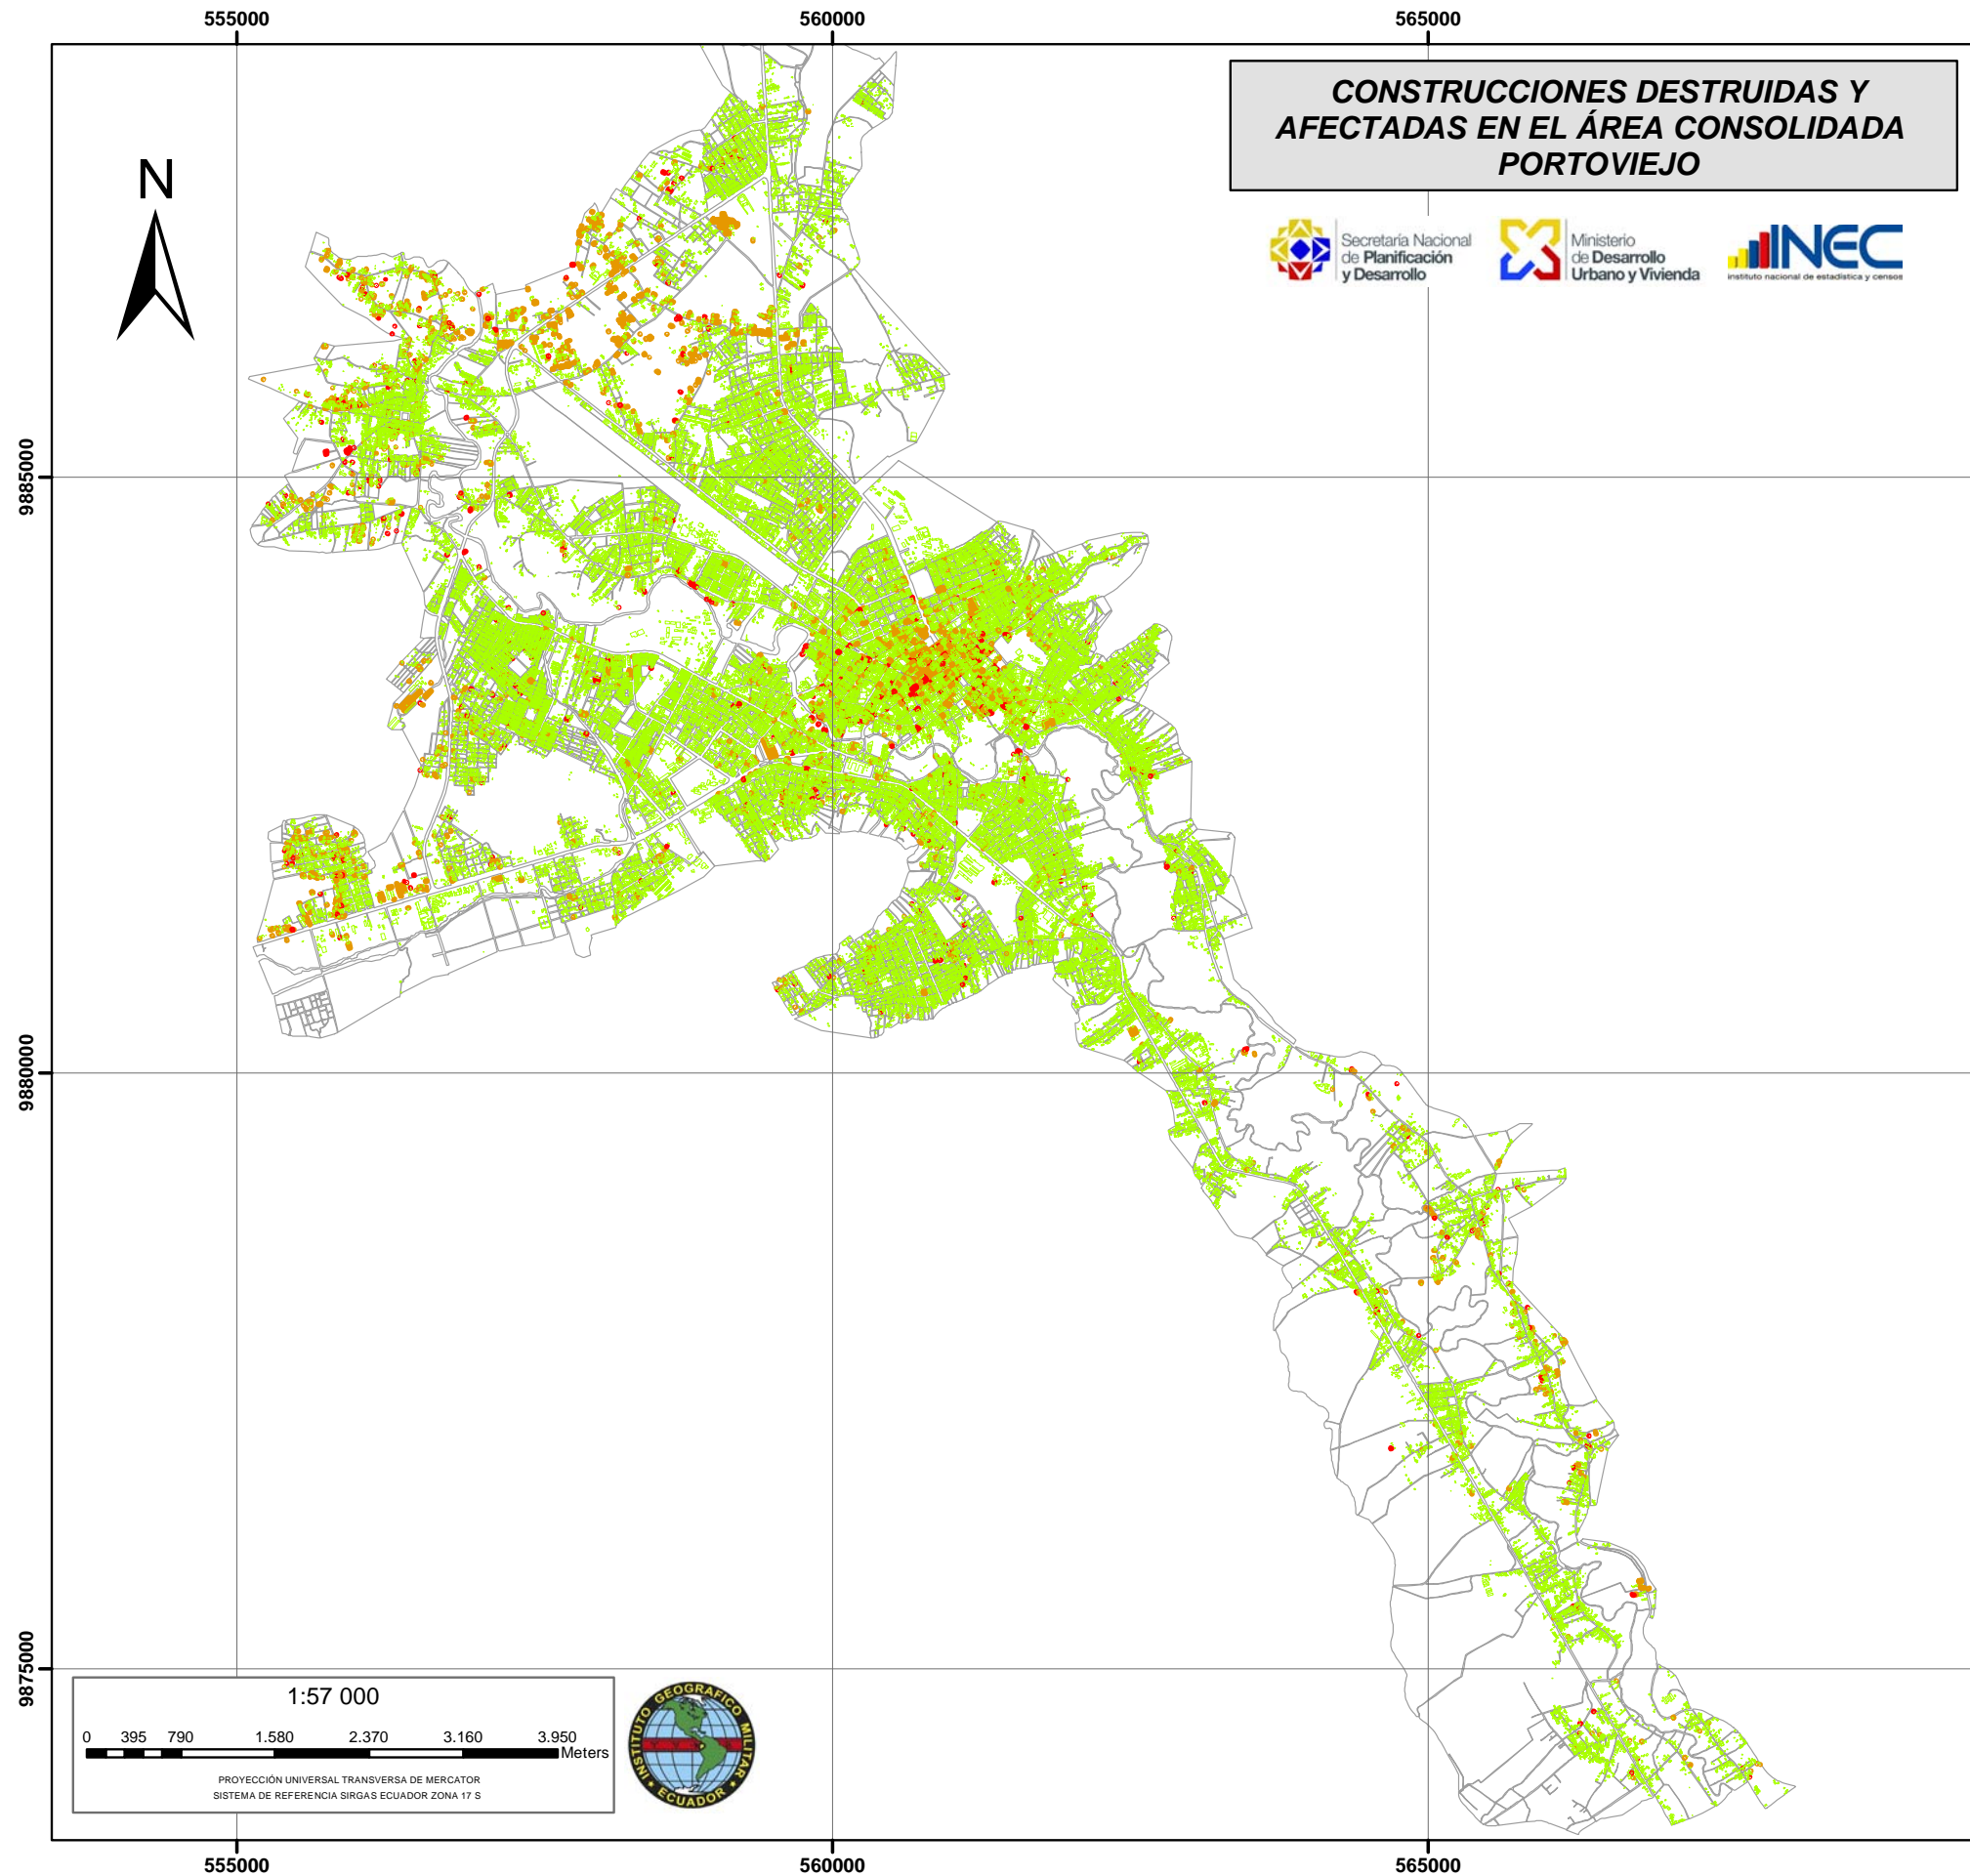 555000
560000
565000
CONSTRUCCIONES DESTRUIDAS Y
AFECTADAS EN EL ÁREA CONSOLIDADA
PORTOVIEJO
N
Secretaría Nacional
de Planificación
y Desarrollo
Ministerio
de Desarrollo
Urbano y Vivienda
INEC
instituto nacional de estadística y censos
9885000
9880000
9875000
1:57 000
0 395 790 1.580 2.370 3.160 3.950
Meters
PROYECCIÓN UNIVERSAL TRANSVERSA DE MERCATOR
SISTEMA DE REFERENCIA SIRGAS ECUADOR ZONA 17 S
INSTITUTO GEOGRAFICO MILITAR
ECUADOR
555000
560000
565000